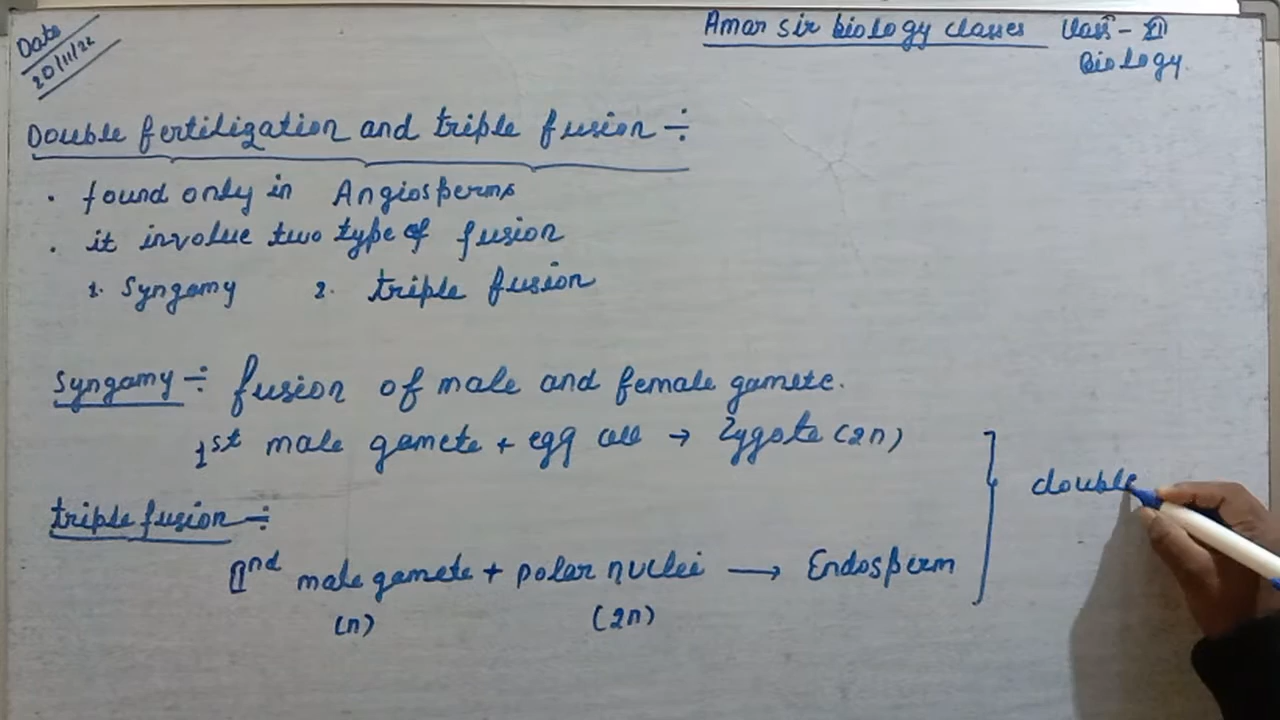 Date
20/11/22
Amar sir biology classes Class - XII
Biology.
Double fertilization and triple fusion ÷
• found only in Angiosperms
• it involue two type of fusion
1. Syngamy 2. triple fusion
Syngamy ÷ fusion of male and female gamete.
1st male gamete + egg cell → Zygote (2n)
triple fusion ÷
IInd male gamete + polar nuclei → Endosperm
(n) (2n)
double